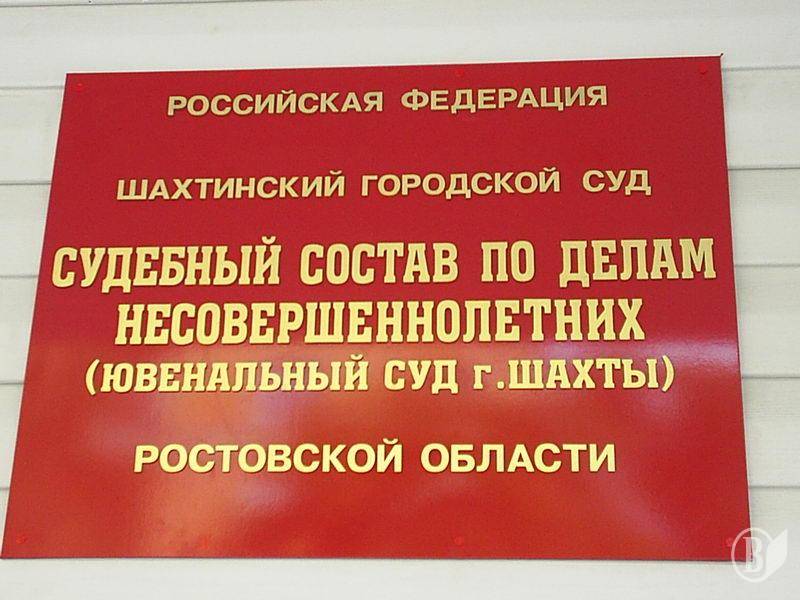 РОССИЙСКАЯ ФЕДЕРАЦИЯ
ШАХТИНСКИЙ ГОРОДСКОЙ СУД
СУДЕБНЫЙ СОСТАВ ПО ДЕЛАМ
НЕСОВЕРШЕННОЛЕТНИХ
(ЮВЕНАЛЬНЫЙ СУД г.ШАХТЫ)
РОСТОВСКОЙ ОБЛАСТИ
В